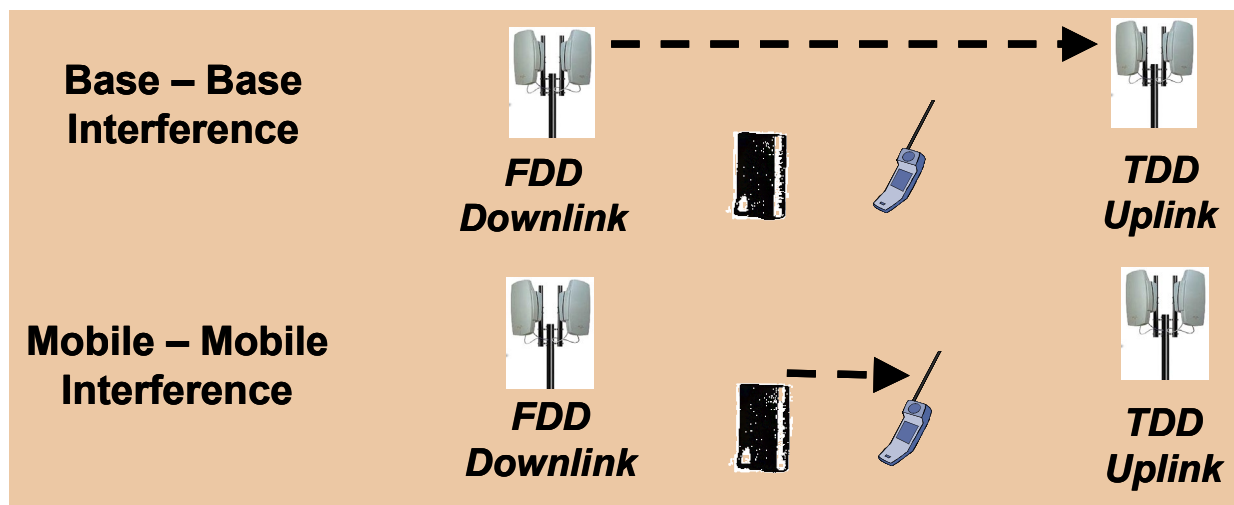 Base – Base
Interference
FDD
Downlink
TDD
Uplink
Mobile – Mobile
Interference
FDD
Downlink
TDD
Uplink